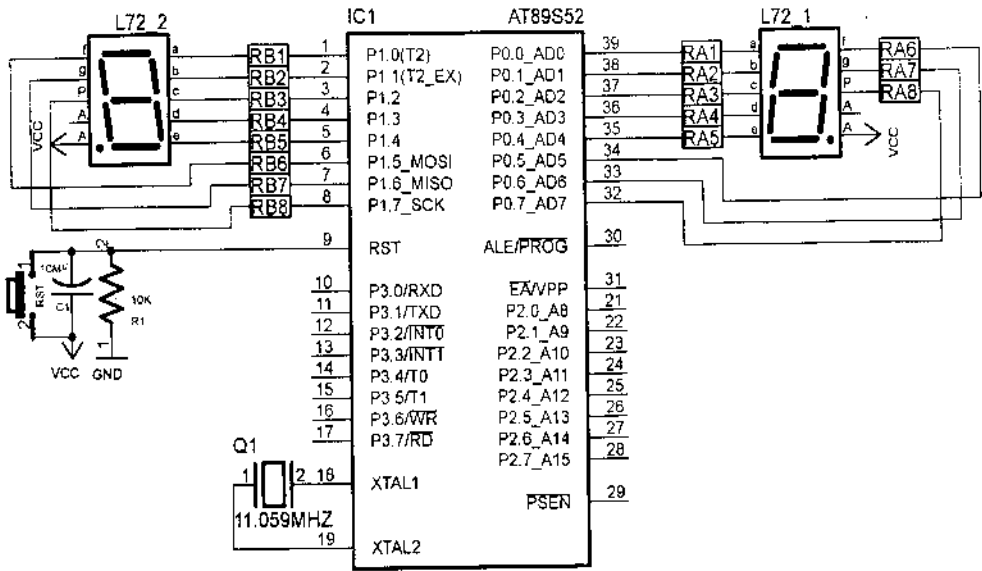 L72_2
IC1
AT89S52
L72_1
f
g
P
A
A
a
b
c
d
e
VCC
RB1
RB2
RB3
RB4
RB5
RB6
RB7
RB8
1
2
3
4
5
6
7
8
P1.0(T2)
P1.1(T2_EX)
P1.2
P1.3
P1.4
P1.5_MOSI
P1.6_MISO
P1.7_SCK
P0.0_AD0
P0.1_AD1
P0.2_AD2
P0.3_AD3
P0.4_AD4
P0.5_AD5
P0.6_AD6
P0.7_AD7
39
38
37
36
35
34
33
32
RA1
RA2
RA3
RA4
RA5
a
b
c
d
e
f
g
P
A
A
RA6
RA7
RA8
VCC
9
RST
ALE/PROG
30
1
RST
2
C1
2
10K
R1
1
VCC
GND
10
11
12
13
14
15
16
17
P3.0/RXD
P3.1/TXD
P3.2/INT0
P3.3/INT1
P3.4/T0
P3.5/T1
P3.6/WR
P3.7/RD
EA/VPP
P2.0_A8
P2.1_A9
P2.2_A10
P2.3_A11
P2.4_A12
P2.5_A13
P2.6_A14
P2.7_A15
31
21
22
23
24
25
26
27
28
Q1
1
2
18
XTAL1
11.059MHZ
19
XTAL2
PSEN
29